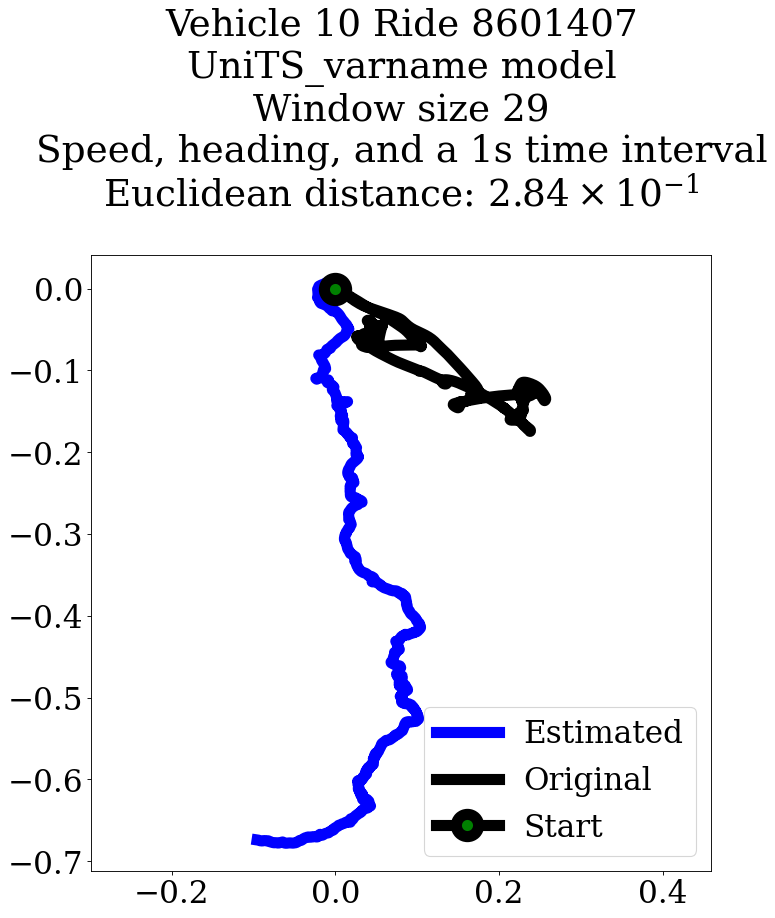 Vehicle 10 Ride 8601407
UniTS_varname model
Window size 29
Speed, heading, and a 1s time interval
Euclidean distance: 2.84 × 10⁻¹
0.0
−0.1
−0.2
−0.3
−0.4
−0.5
−0.6
−0.7
Estimated
Original
Start
−0.2
0.0
0.2
0.4